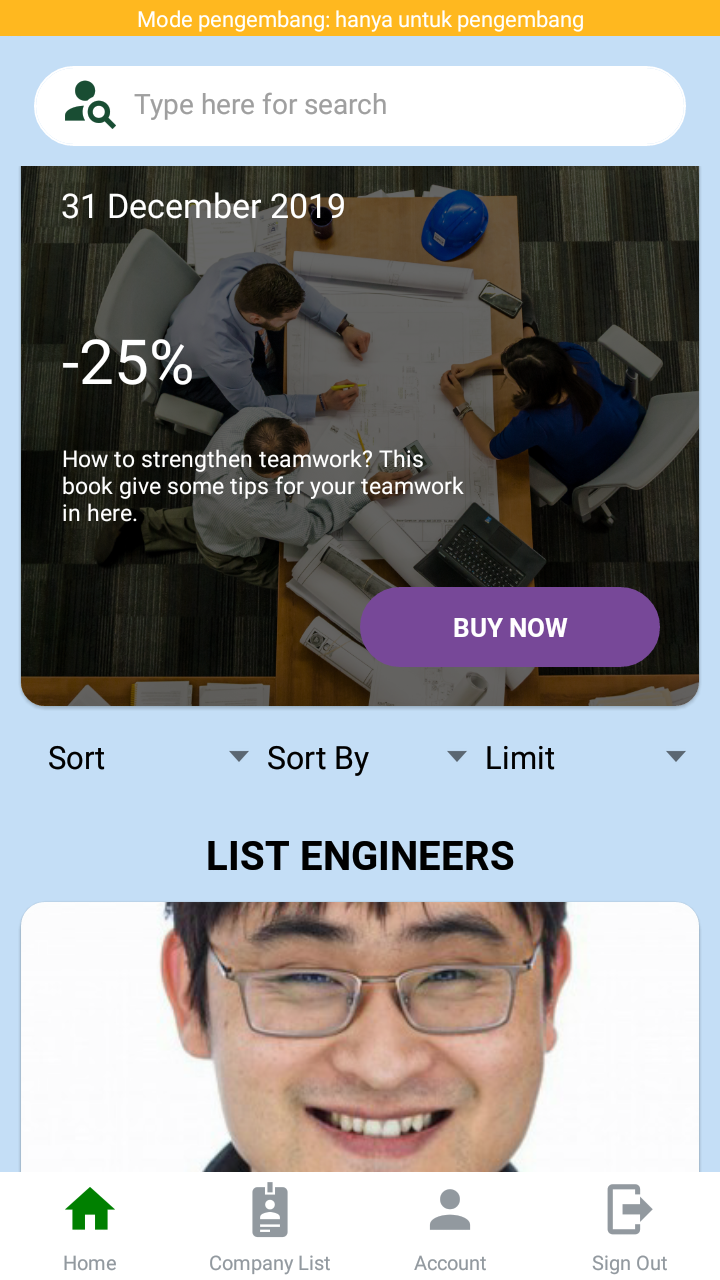 Mode pengembang: hanya untuk pengembang
Type here for search
31 December 2019
-25%
How to strengthen teamwork? This
book give some tips for your teamwork
in here.
BUY NOW
Sort
Sort By
Limit
LIST ENGINEERS
Home
Company List
Account
Sign Out